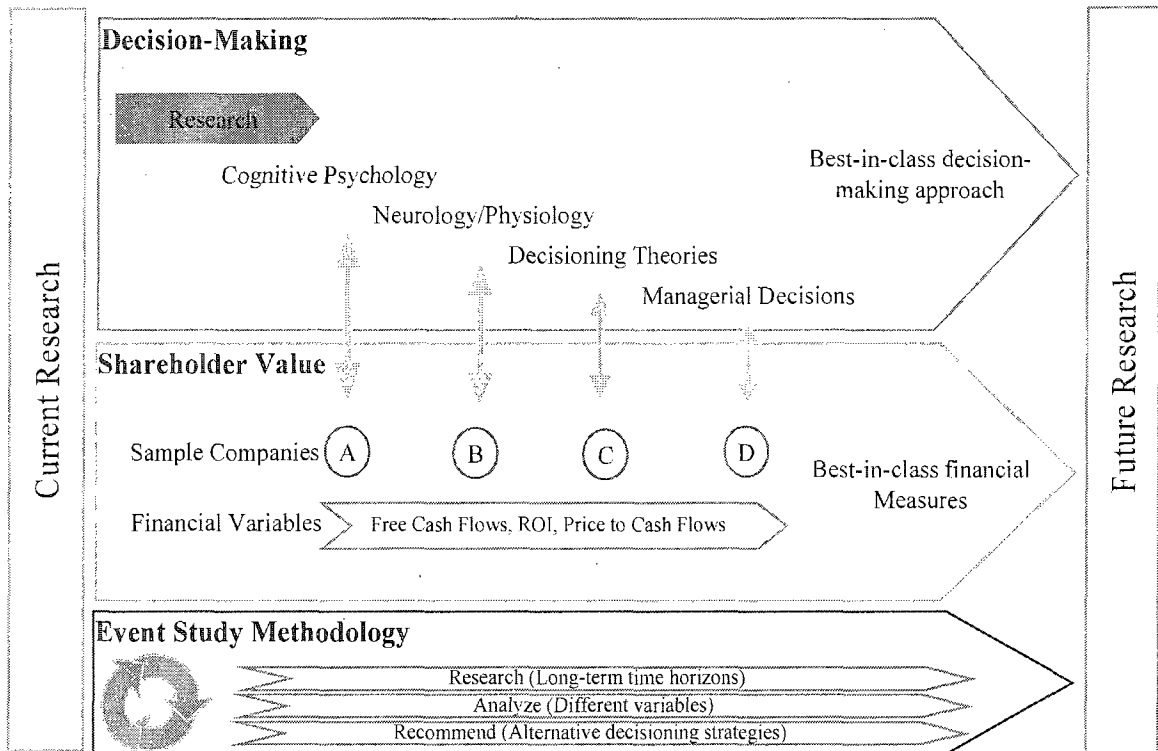 Current Research
Decision-Making
Research
Cognitive Psychology
Neurology/Physiology
Decisioning Theories
Managerial Decisions
Best-in-class decision-
making approach
Shareholder Value
Sample Companies A B C D
Financial Variables Free Cash Flows, ROI, Price to Cash Flows
Best-in-class financial
Measures
Event Study Methodology
Research (Long-term time horizons)
Analyze (Different variables)
Recommend (Alternative decisioning strategies)
Future Research